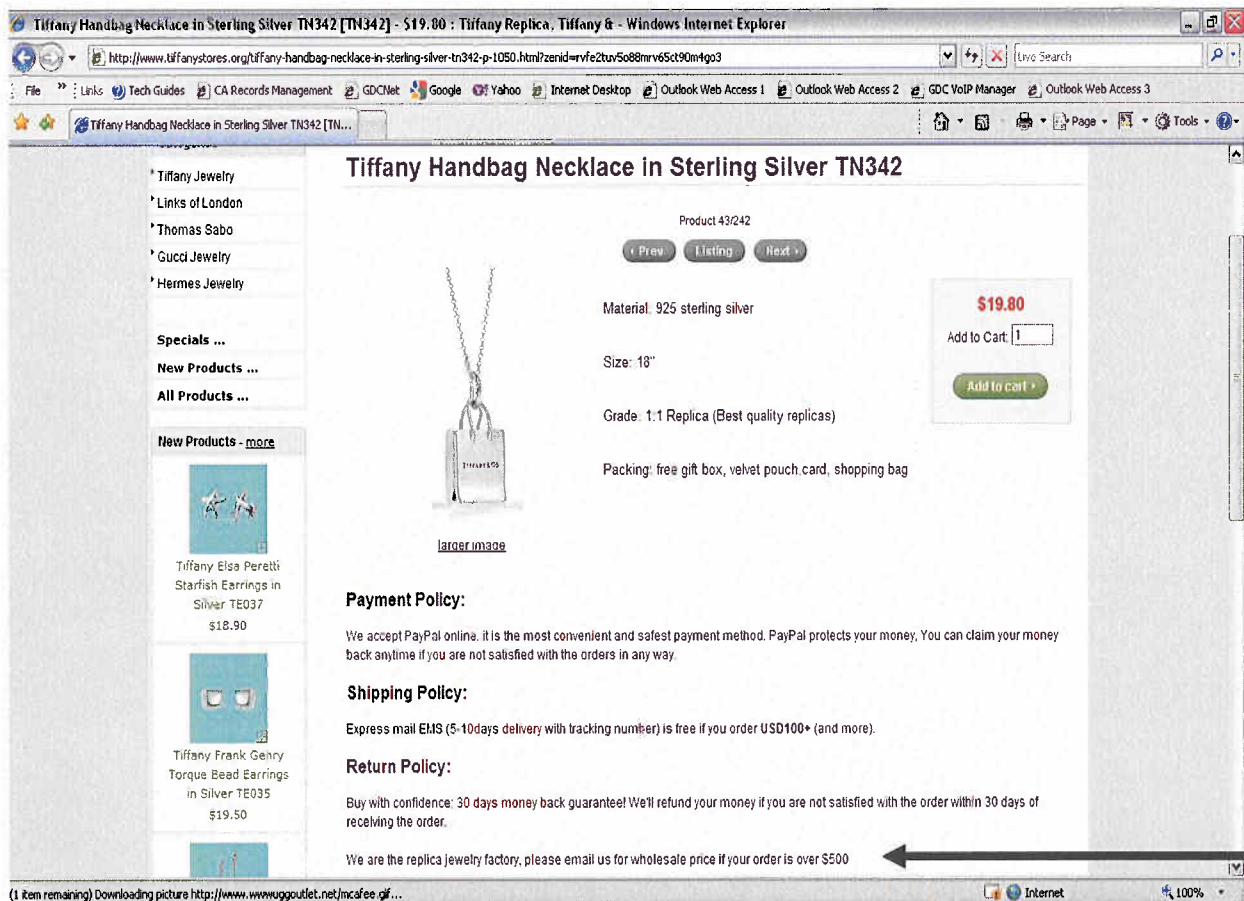 Tiffany Handbag Necklace in Sterling Silver TN342 [TN342] - $19.80 : Tiffany Replica, Tiffany & - Windows Internet Explorer
http://www.tiffanystores.org/tiffany-handbag-necklace-in-sterling-silver-tn342-p-1050.html?zenid=rvfe2tuv5o88mrv65ct90m4go3
Live Search
File » Links Tech Guides CA Records Management GDCNet Google Yahoo Internet Desktop Outlook Web Access 1 Outlook Web Access 2 GDC VoIP Manager Outlook Web Access 3
Tiffany Handbag Necklace in Sterling Silver TN342 [TN...
Page Tools
Tiffany Jewelry
Links of London
Thomas Sabo
Gucci Jewelry
Hermes Jewelry
Specials ...
New Products ...
All Products ...
New Products - more
Tiffany Elsa Peretti
Starfish Earrings in
Silver TE037
$18.90
Tiffany Frank Gehry
Torque Bead Earrings
in Silver TE035
$19.50
Tiffany Handbag Necklace in Sterling Silver TN342
Product 43/242
‹ Prev Listing Next ›
TIFFANY & CO
larger image
Material: 925 sterling silver
Size: 18"
Grade: 1:1 Replica (Best quality replicas)
Packing: free gift box, velvet pouch,card, shopping bag
$19.80
Add to Cart: 1
Add to cart ›
Payment Policy:
We accept PayPal online. it is the most convenient and safest payment method. PayPal protects your money, You can claim your money
back anytime if you are not satisfied with the orders in any way.
Shipping Policy:
Express mail EMS (5-10days delivery with tracking number) is free if you order USD100+ (and more).
Return Policy:
Buy with confidence: 30 days money back guarantee! We'll refund your money if you are not satisfied with the order within 30 days of
receiving the order.
We are the replica jewelry factory, please email us for wholesale price if your order is over $500
(1 item remaining) Downloading picture http://www.wwwuggoutlet.net/mcafee.gif...
Internet
100%